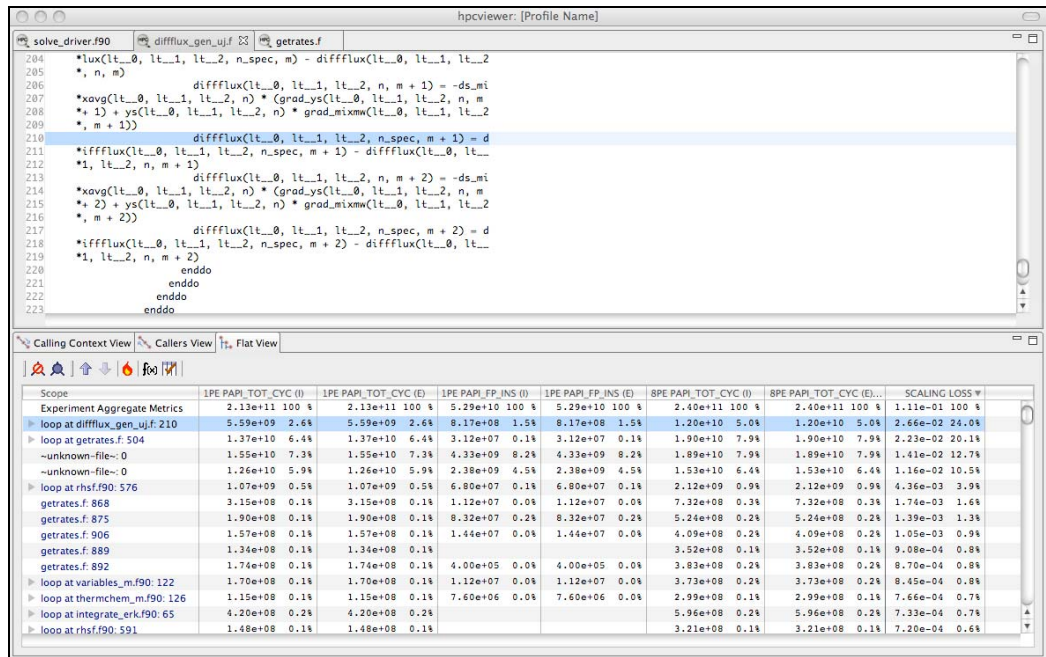 hpcviewer: [Profile Name]
solve_driver.f90 diffflux_gen_uj.f getrates.f
204 *lux(lt__0, lt__1, lt__2, n_spec, m) - diffflux(lt__0, lt__1, lt__2
205 *, n, m)
206 diffflux(lt__0, lt__1, lt__2, n, m + 1) = -ds_mi
207 *xavg(lt__0, lt__1, lt__2, n) * (grad_ys(lt__0, lt__1, lt__2, n, m
208 *+ 1) + ys(lt__0, lt__1, lt__2, n) * grad_mixmw(lt__0, lt__1, lt__2
209 *, m + 1))
210 diffflux(lt__0, lt__1, lt__2, n_spec, m + 1) = d
211 *iffflux(lt__0, lt__1, lt__2, n_spec, m + 1) - diffflux(lt__0, lt__
212 *1, lt__2, n, m + 1)
213 diffflux(lt__0, lt__1, lt__2, n, m + 2) = -ds_mi
214 *xavg(lt__0, lt__1, lt__2, n) * (grad_ys(lt__0, lt__1, lt__2, n, m
215 *+ 2) + ys(lt__0, lt__1, lt__2, n) * grad_mixmw(lt__0, lt__1, lt__2
216 *, m + 2))
217 diffflux(lt__0, lt__1, lt__2, n_spec, m + 2) = d
218 *iffflux(lt__0, lt__1, lt__2, n_spec, m + 2) - diffflux(lt__0, lt__
219 *1, lt__2, n, m + 2)
220 enddo
221 enddo
222 enddo
223 enddo
Calling Context View Callers View Flat View
f(x)
Scope 1PE PAPI_TOT_CYC (I) 1PE PAPI_TOT_CYC (E) 1PE PAPI_FP_INS (I) 1PE PAPI_FP_INS (E) 8PE PAPI_TOT_CYC (I) 8PE PAPI_TOT_CYC (E)... SCALING LOSS
Experiment Aggregate Metrics 2.13e+11 100 % 2.13e+11 100 % 5.29e+10 100 % 5.29e+10 100 % 2.40e+11 100 % 2.40e+11 100 % 1.11e-01 100 %
loop at diffflux_gen_uj.f: 210 5.59e+09 2.6% 5.59e+09 2.6% 8.17e+08 1.5% 8.17e+08 1.5% 1.20e+10 5.0% 1.20e+10 5.0% 2.66e-02 24.0%
loop at getrates.f: 504 1.37e+10 6.4% 1.37e+10 6.4% 3.12e+07 0.1% 3.12e+07 0.1% 1.90e+10 7.9% 1.90e+10 7.9% 2.23e-02 20.1%
~unknown-file~: 0 1.55e+10 7.3% 1.55e+10 7.3% 4.33e+09 8.2% 4.33e+09 8.2% 1.89e+10 7.9% 1.89e+10 7.9% 1.41e-02 12.7%
~unknown-file~: 0 1.26e+10 5.9% 1.26e+10 5.9% 2.38e+09 4.5% 2.38e+09 4.5% 1.53e+10 6.4% 1.53e+10 6.4% 1.16e-02 10.5%
loop at rhsf.f90: 576 1.07e+09 0.5% 1.07e+09 0.5% 6.80e+07 0.1% 6.80e+07 0.1% 2.12e+09 0.9% 2.12e+09 0.9% 4.36e-03 3.9%
getrates.f: 868 3.15e+08 0.1% 3.15e+08 0.1% 1.12e+07 0.0% 1.12e+07 0.0% 7.32e+08 0.3% 7.32e+08 0.3% 1.74e-03 1.6%
getrates.f: 875 1.90e+08 0.1% 1.90e+08 0.1% 8.32e+07 0.2% 8.32e+07 0.2% 5.24e+08 0.2% 5.24e+08 0.2% 1.39e-03 1.3%
getrates.f: 906 1.57e+08 0.1% 1.57e+08 0.1% 1.44e+07 0.0% 1.44e+07 0.0% 4.09e+08 0.2% 4.09e+08 0.2% 1.05e-03 0.9%
getrates.f: 889 1.34e+08 0.1% 1.34e+08 0.1% 3.52e+08 0.1% 3.52e+08 0.1% 9.08e-04 0.8%
getrates.f: 892 1.74e+08 0.1% 1.74e+08 0.1% 4.00e+05 0.0% 4.00e+05 0.0% 3.83e+08 0.2% 3.83e+08 0.2% 8.70e-04 0.8%
loop at variables_m.f90: 122 1.70e+08 0.1% 1.70e+08 0.1% 1.12e+07 0.0% 1.12e+07 0.0% 3.73e+08 0.2% 3.73e+08 0.2% 8.45e-04 0.8%
loop at thermchem_m.f90: 126 1.15e+08 0.1% 1.15e+08 0.1% 7.60e+06 0.0% 7.60e+06 0.0% 2.99e+08 0.1% 2.99e+08 0.1% 7.66e-04 0.7%
loop at integrate_erk.f90: 65 4.20e+08 0.2% 4.20e+08 0.2% 5.96e+08 0.2% 5.96e+08 0.2% 7.33e-04 0.7%
loop at rhsf.f90: 591 1.48e+08 0.1% 1.48e+08 0.1% 3.21e+08 0.1% 3.21e+08 0.1% 7.20e-04 0.6%